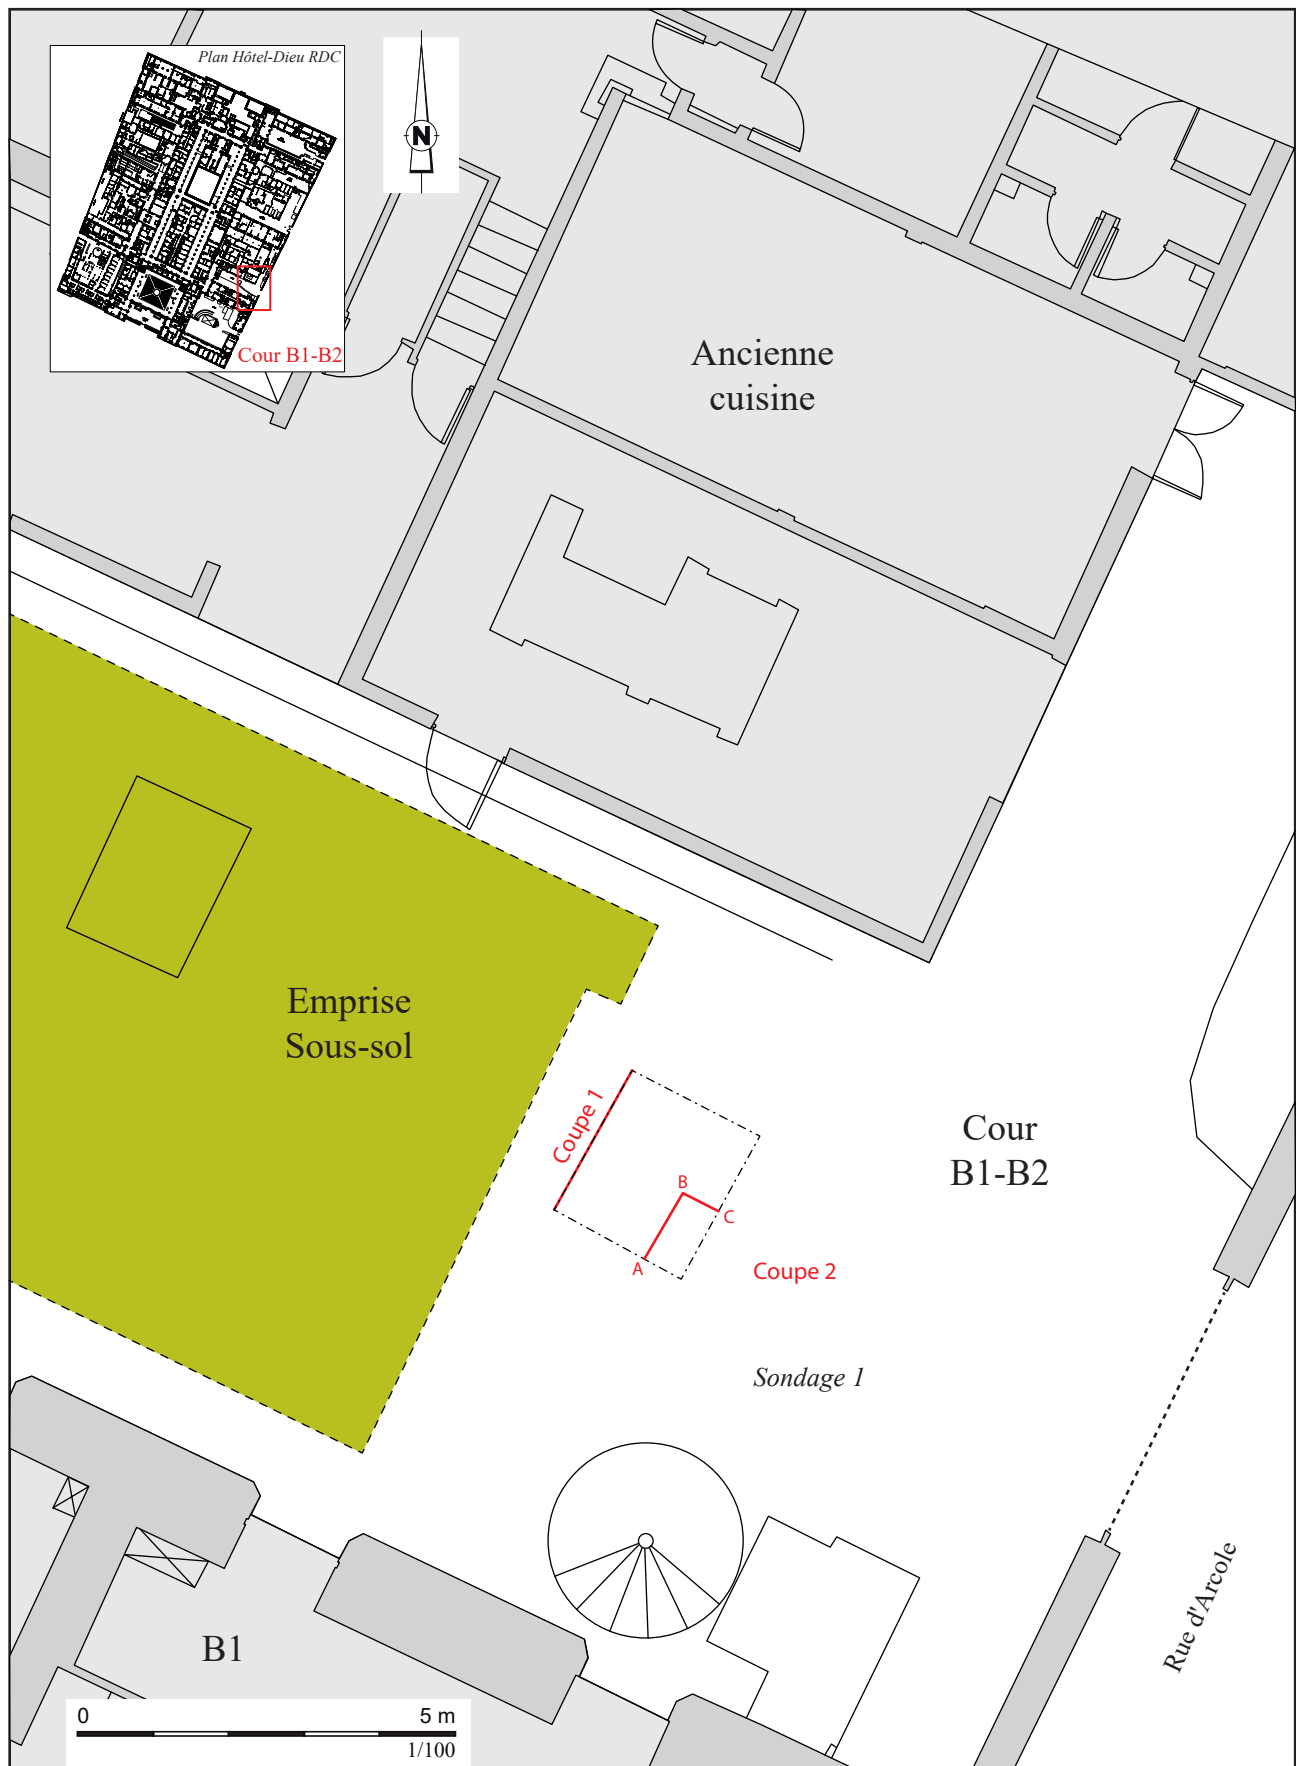 Plan Hôtel-Dieu RDC
Cour B1-B2
N
Ancienne
cuisine
Emprise
Sous-sol
Coupe 1
B
C
A
Coupe 2
Cour
B1-B2
Sondage 1
Rue d'Arcole
B1
0 5 m
1/100